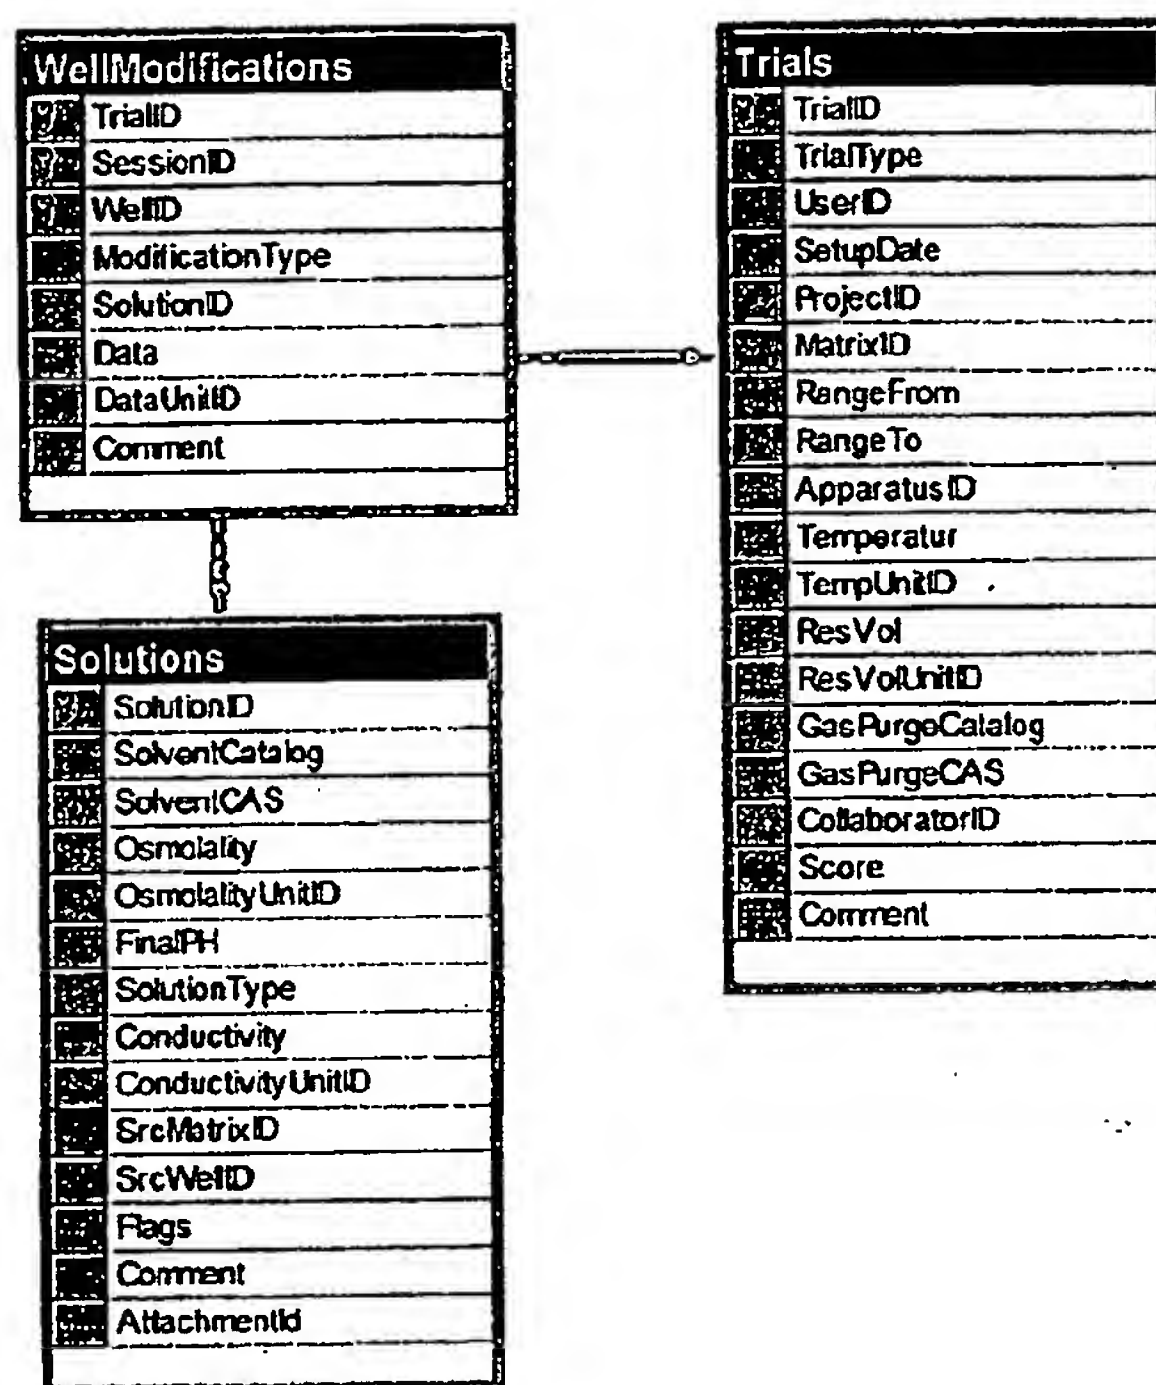 WellModifications
TrialID
SessionID
WellID
ModificationType
SolutionID
Data
DataUnitID
Comment
Trials
TrialID
TrialType
UserID
SetupDate
ProjectID
MatrixID
RangeFrom
RangeTo
ApparatusID
Temperatur
TempUnitID
ResVol
ResVolUnitID
GasPurgeCatalog
GasPurgeCAS
CollaboratorID
Score
Comment
Solutions
SolutionID
SolventCatalog
SolventCAS
Osmolality
OsmolalityUnitID
FinalPH
SolutionType
Conductivity
ConductivityUnitID
SrcMatrixID
SrcWellID
Flags
Comment
AttachmentId